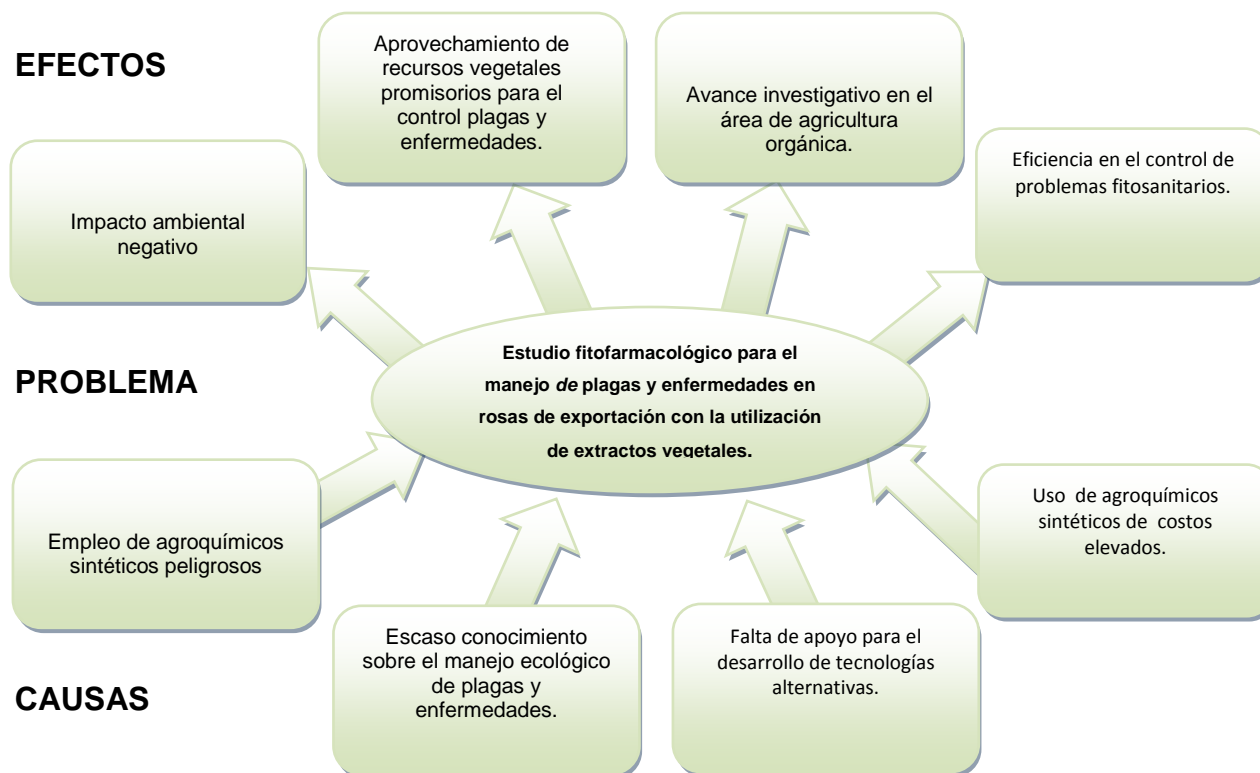 EFECTOS
Aprovechamiento de
recursos vegetales
promisorios para el
control plagas y
enfermedades.
Avance investigativo en el
área de agricultura
orgánica.
Eficiencia en el control de
problemas fitosanitarios.
Impacto ambiental
negativo
PROBLEMA
Estudio fitofarmacológico para el
manejo de plagas y enfermedades en
rosas de exportación con la utilización
de extractos vegetales.
Empleo de agroquímicos
sintéticos peligrosos
Uso de agroquímicos
sintéticos de costos
elevados.
Escaso conocimiento
sobre el manejo ecológico
de plagas y
enfermedades.
Falta de apoyo para el
desarrollo de tecnologías
alternativas.
CAUSAS